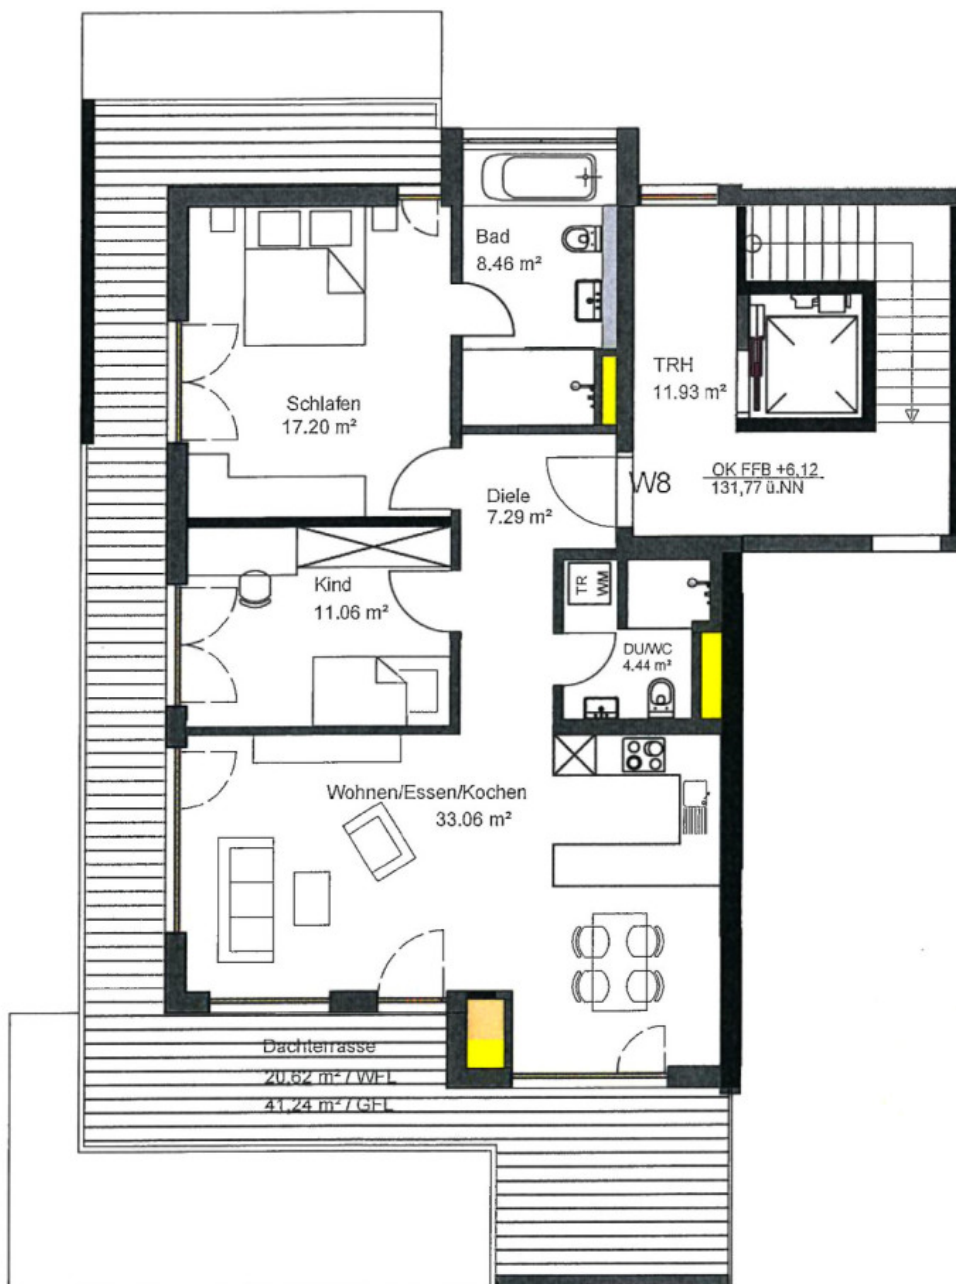 Bad
8.46 m²
TRH
11.93 m²
Schlafen
17.20 m²
W8
OK FFB +6,12
131,77 ü.NN
Diele
7.29 m²
Kind
11.06 m²
TR
WM
DU/WC
4.44 m²
Wohnen/Essen/Kochen
33.06 m²
Dachterrasse
20,62 m² / WFL
41,24 m² / GFL